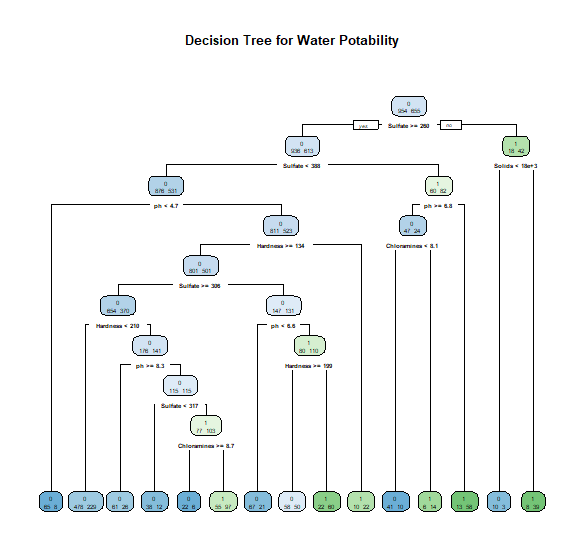 Decision Tree for Water Potability
0
954 655
yes Sulfate >= 260 no
0
936 613
1
18 42
Sulfate < 388
Solids < 18e+3
0
876 531
1
60 82
ph < 4.7
ph >= 6.8
0
811 523
0
47 24
Hardness >= 134
Chloramines < 8.1
0
801 501
Sulfate >= 306
0
654 370
0
147 131
Hardness < 210
ph < 6.6
0
176 141
1
80 110
ph >= 8.3
Hardness >= 199
0
115 115
Sulfate < 317
1
77 103
Chloramines >= 8.7
0 0 0 0 0 1 0 0 1 1 0 1 1 0 1
65 8 478 229 61 26 38 12 22 6 55 97 67 21 58 50 22 60 10 22 41 10 6 14 13 58 10 3 8 39